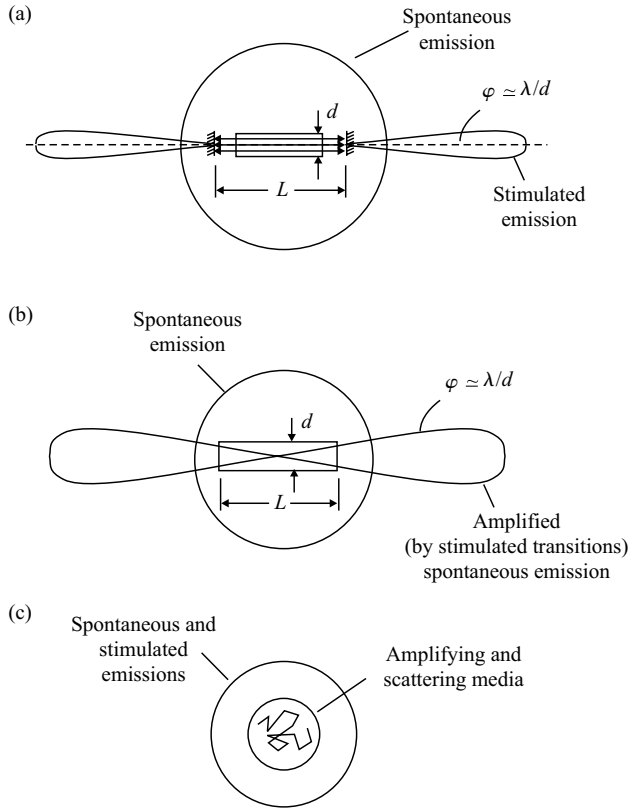 (a)
Spontaneous
emission
φ ≃ λ/d
d
L
Stimulated
emission
(b)
Spontaneous
emission
φ ≃ λ/d
d
L
Amplified
(by stimulated transitions)
spontaneous emission
(c)
Spontaneous and
stimulated
emissions
Amplifying and
scattering media